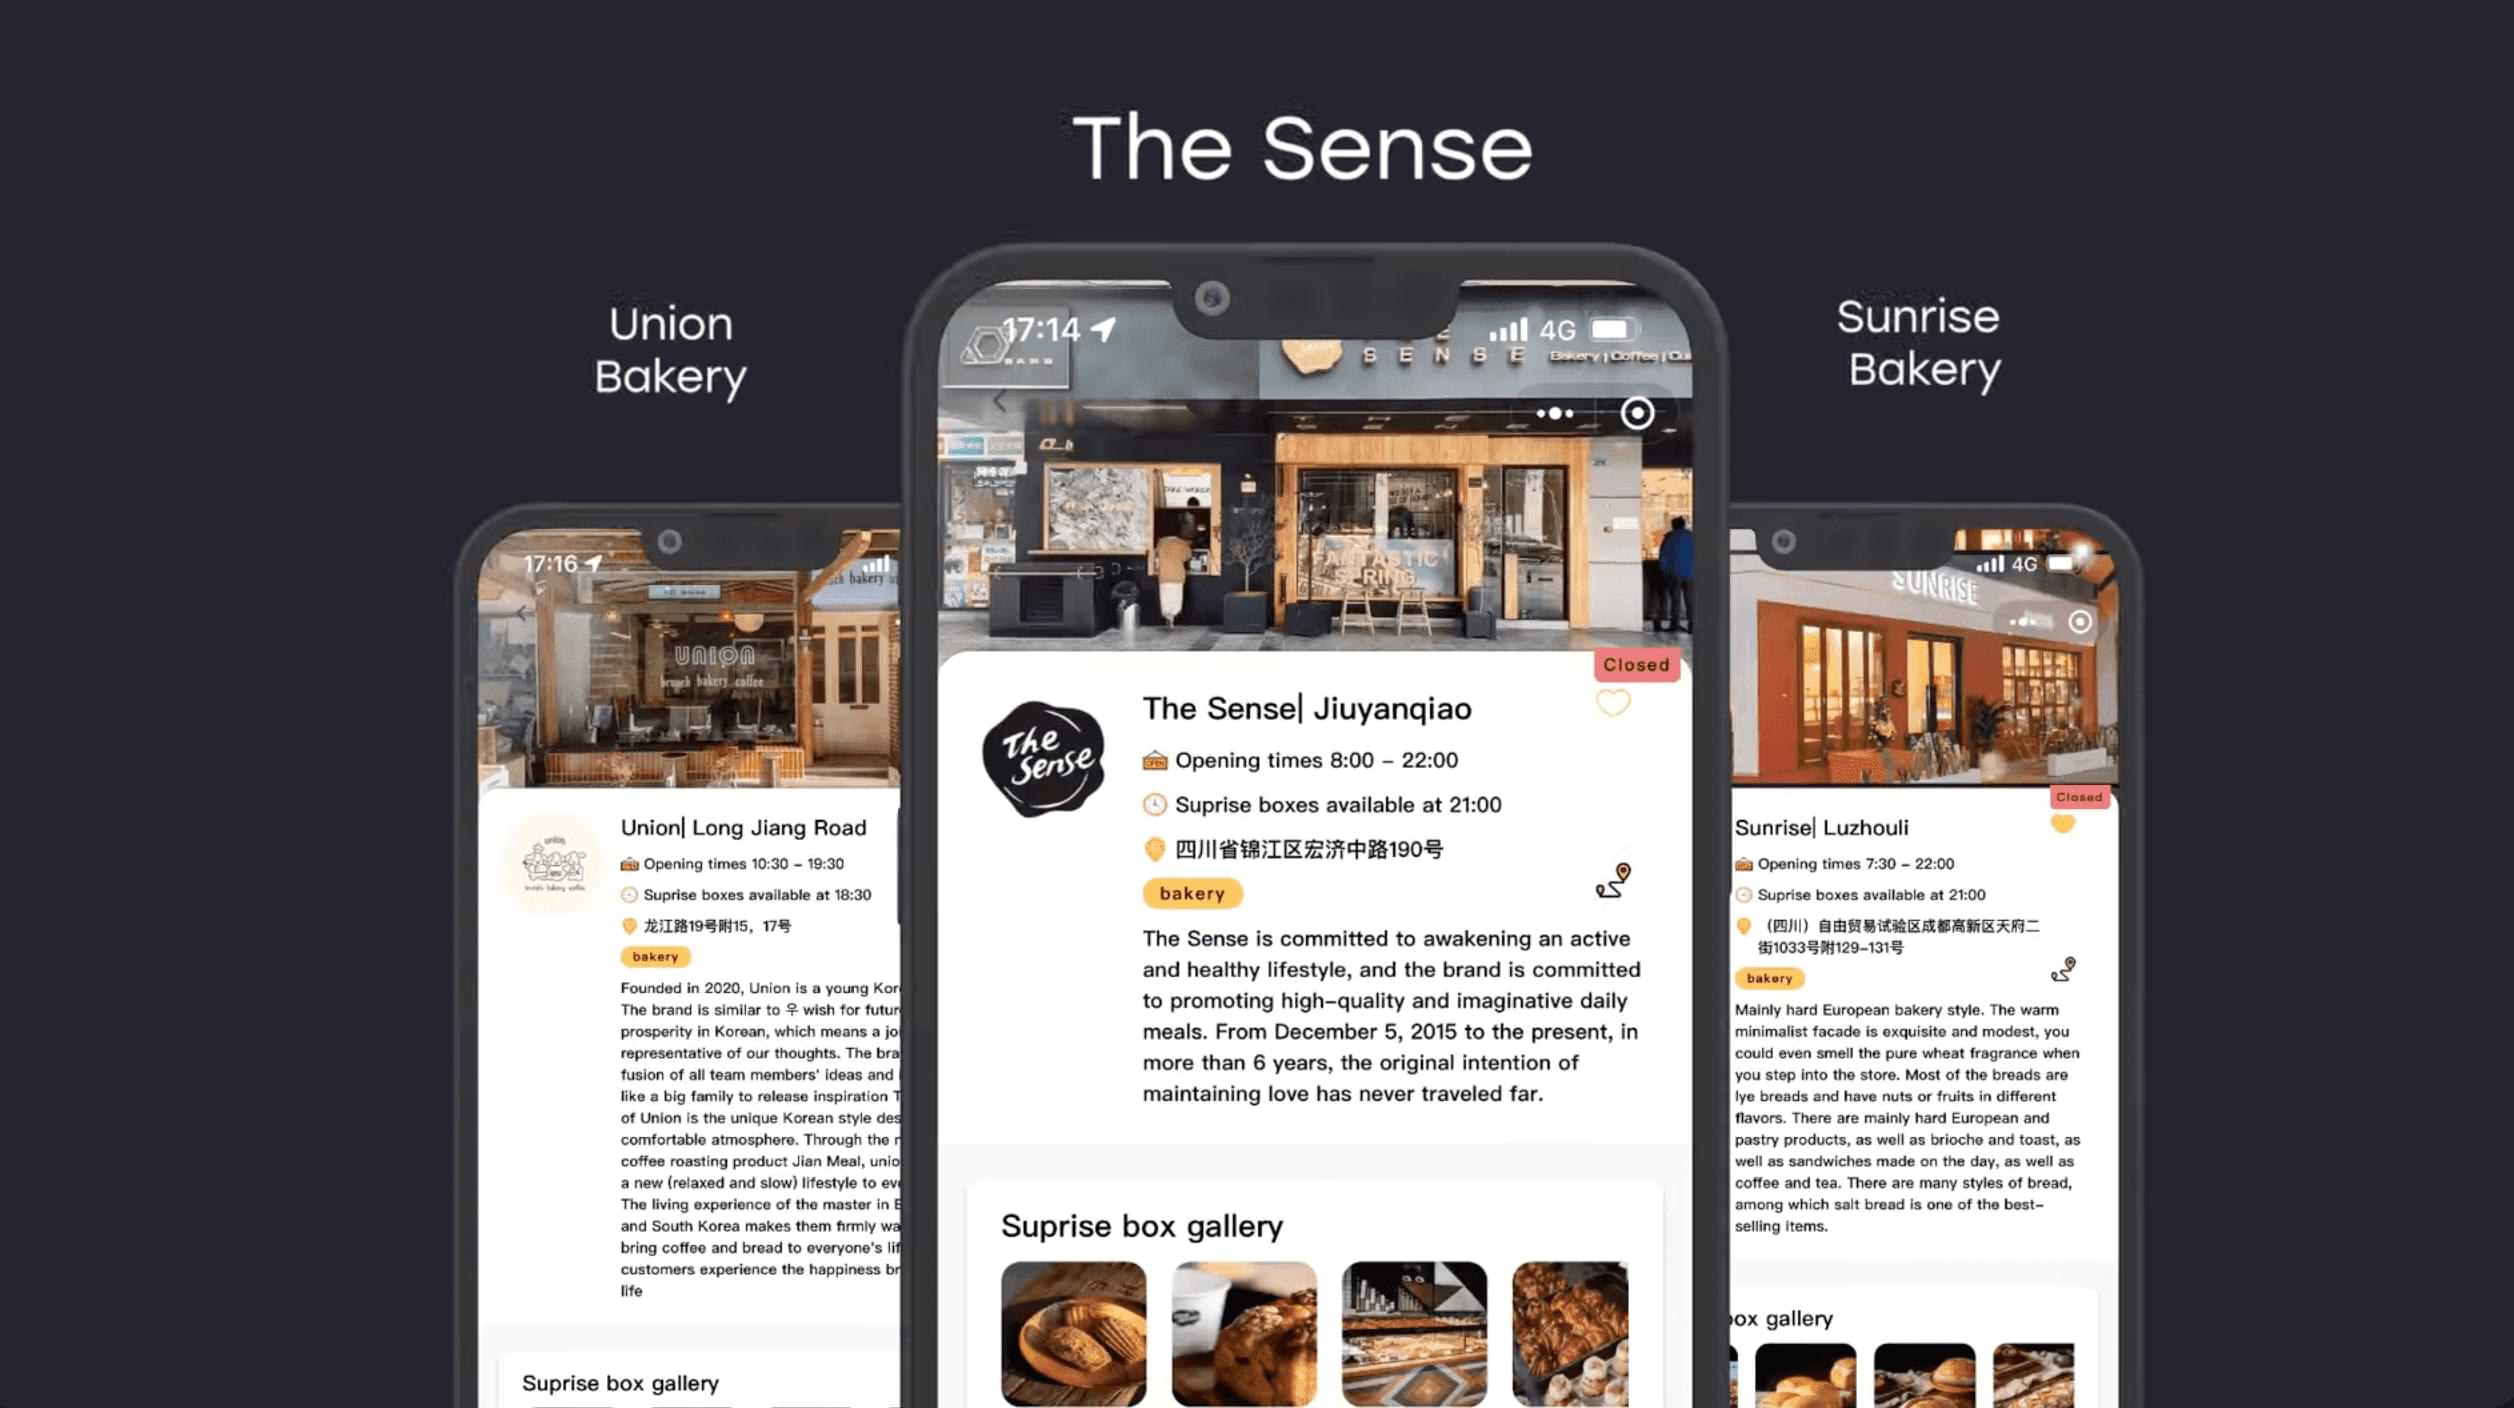 The Sense
Union
Bakery
Sunrise
Bakery
17:16
UNION
brunch bakery coffee
Union| Long Jiang Road
Opening times 10:30 – 19:30
Suprise boxes available at 18:30
龙江路19号附15，17号
bakery
Founded in 2020, Union is a young Kor
The brand is similar to 우 wish for futur
prosperity in Korean, which means a jo
representative of our thoughts. The bra
fusion of all team members' ideas and
like a big family to release inspiration T
of Union is the unique Korean style des
comfortable atmosphere. Through the r
coffee roasting product Jian Meal, unio
a new (relaxed and slow) lifestyle to eve
The living experience of the master in E
and South Korea makes them firmly wa
bring coffee and bread to everyone's lif
customers experience the happiness br
life
Suprise box gallery
17:14
4G
SENSE
Bakery | Coffee | Cui
FANTASTIC
SPRING
Closed
The Sense
The Sense| Jiuyanqiao
OPEN
Opening times 8:00 – 22:00
Suprise boxes available at 21:00
四川省锦江区宏济中路190号
bakery
The Sense is committed to awakening an active
and healthy lifestyle, and the brand is committed
to promoting high–quality and imaginative daily
meals. From December 5, 2015 to the present, in
more than 6 years, the original intention of
maintaining love has never traveled far.
Suprise box gallery
4G
SUNRISE
Closed
Sunrise| Luzhouli
Opening times 7:30 – 22:00
Suprise boxes available at 21:00
（四川）自由贸易试验区成都高新区天府二
街1033号附129–131号
bakery
Mainly hard European bakery style. The warm
minimalist facade is exquisite and modest, you
could even smell the pure wheat fragrance when
you step into the store. Most of the breads are
lye breads and have nuts or fruits in different
flavors. There are mainly hard European and
pastry products, as well as brioche and toast, as
well as sandwiches made on the day, as well as
coffee and tea. There are many styles of bread,
among which salt bread is one of the best–
selling items.
ox gallery